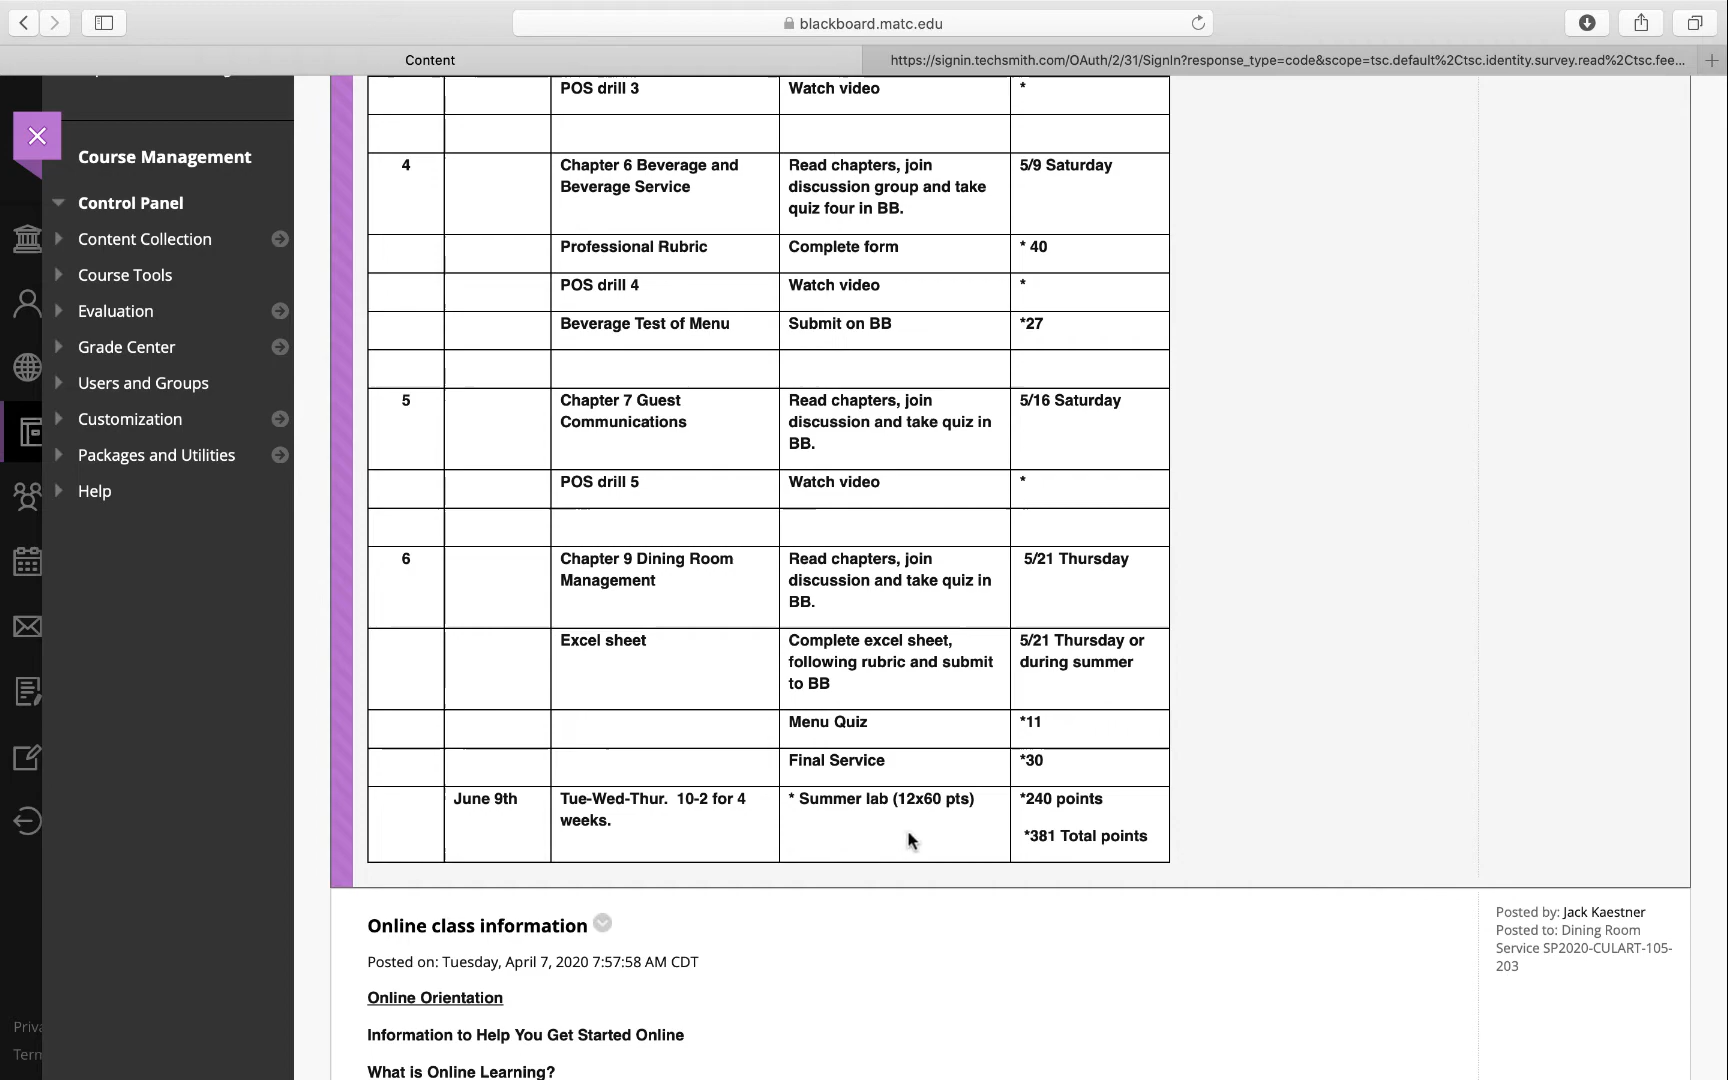 blackboard.matc.edu
Content
https://signin.techsmith.com/OAuth/2/31/SignIn?response_type=code&scope=tsc.default%2Ctsc.identity.survey.read%2Ctsc.fee...
Course Management
Control Panel
Content Collection
Course Tools
Evaluation
Grade Center
Users and Groups
Customization
Packages and Utilities
Help
Priva
Term
POS drill 3 Watch video *
4 Chapter 6 Beverage and Read chapters, join 5/9 Saturday
Beverage Service discussion group and take
quiz four in BB.
Professional Rubric Complete form * 40
POS drill 4 Watch video *
Beverage Test of Menu Submit on BB *27
5 Chapter 7 Guest Read chapters, join 5/16 Saturday
Communications discussion and take quiz in
BB.
POS drill 5 Watch video *
6 Chapter 9 Dining Room Read chapters, join 5/21 Thursday
Management discussion and take quiz in
BB.
Excel sheet Complete excel sheet, 5/21 Thursday or
following rubric and submit during summer
to BB
Menu Quiz *11
Final Service *30
June 9th Tue-Wed-Thur. 10-2 for 4 * Summer lab (12x60 pts) *240 points
weeks.
*381 Total points
Online class information
Posted on: Tuesday, April 7, 2020 7:57:58 AM CDT
Online Orientation
Information to Help You Get Started Online
What is Online Learning?
Posted by: Jack Kaestner
Posted to: Dining Room
Service SP2020-CULART-105-
203